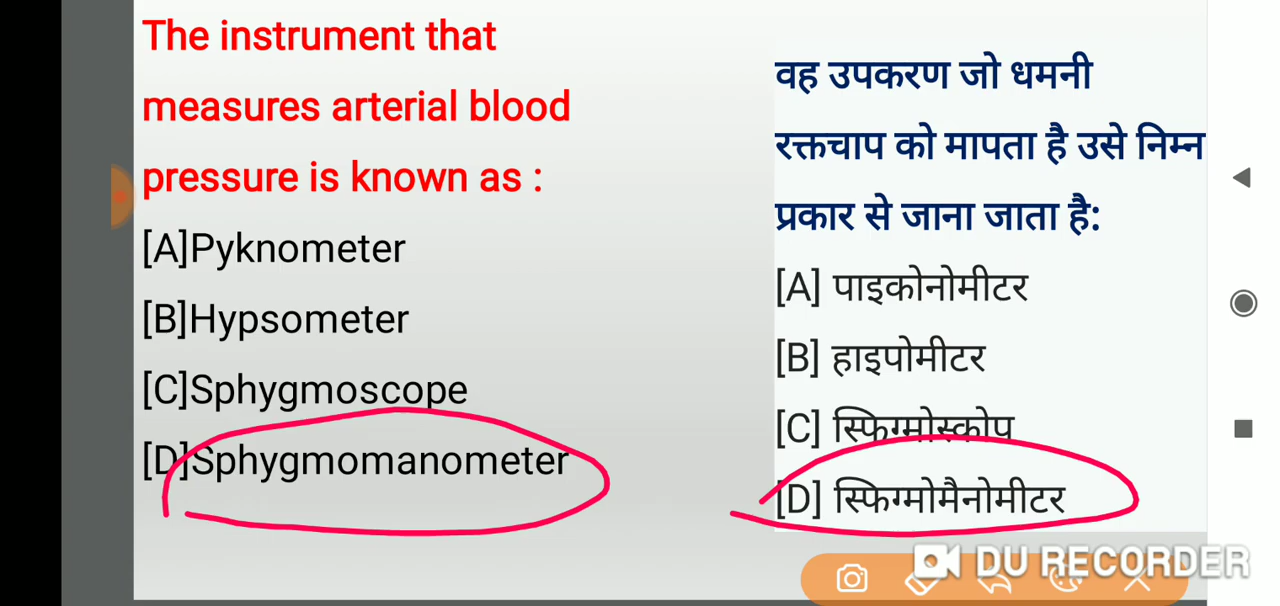 The instrument that
measures arterial blood
pressure is known as :
[A]Pyknometer
[B]Hypsometer
[C]Sphygmoscope
[D]Sphygmomanometer
वह उपकरण जो धमनी
रक्तचाप को मापता है उसे निम्न
प्रकार से जाना जाता है:
[A] पाइकोनोमीटर
[B] हाइपोमीटर
[C] स्फिग्मोस्कोप
[D] स्फिग्मोमैनोमीटर
DU RECORDER